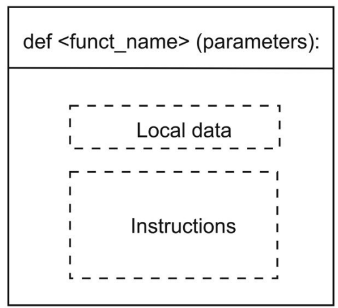 def <funct_name> (parameters):
Local data
Instructions